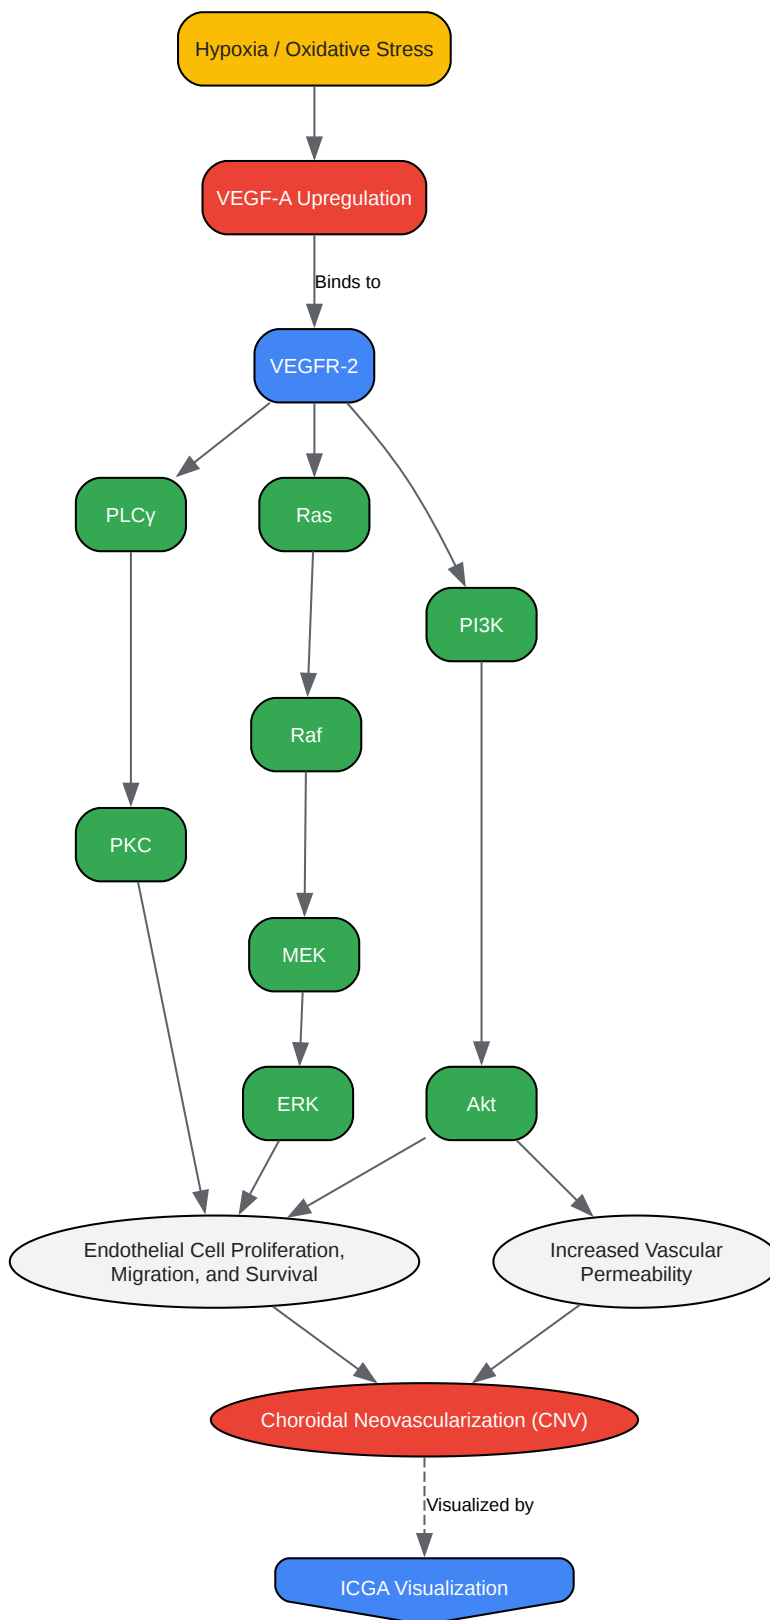 Hypoxia / Oxidative Stress
VEGF-A Upregulation
Binds to
VEGFR-2
PLCγ
Ras
PI3K
Raf
PKC
MEK
ERK
Akt
Endothelial Cell Proliferation,
Migration, and Survival
Increased Vascular
Permeability
Choroidal Neovascularization (CNV)
Visualized by
ICGA Visualization